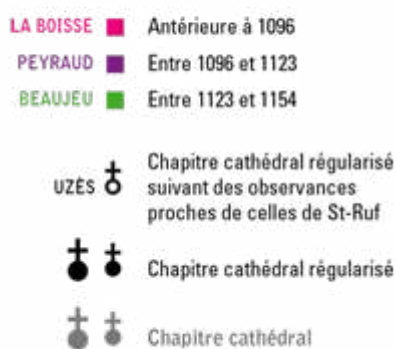 LA BOISSE Antérieure à 1096
PEYRAUD Entre 1096 et 1123
BEAUJEU Entre 1123 et 1154
UZÈS Chapitre cathédral régularisé
suivant des observances
proches de celles de St-Ruf
Chapitre cathédral régularisé
Chapitre cathédral